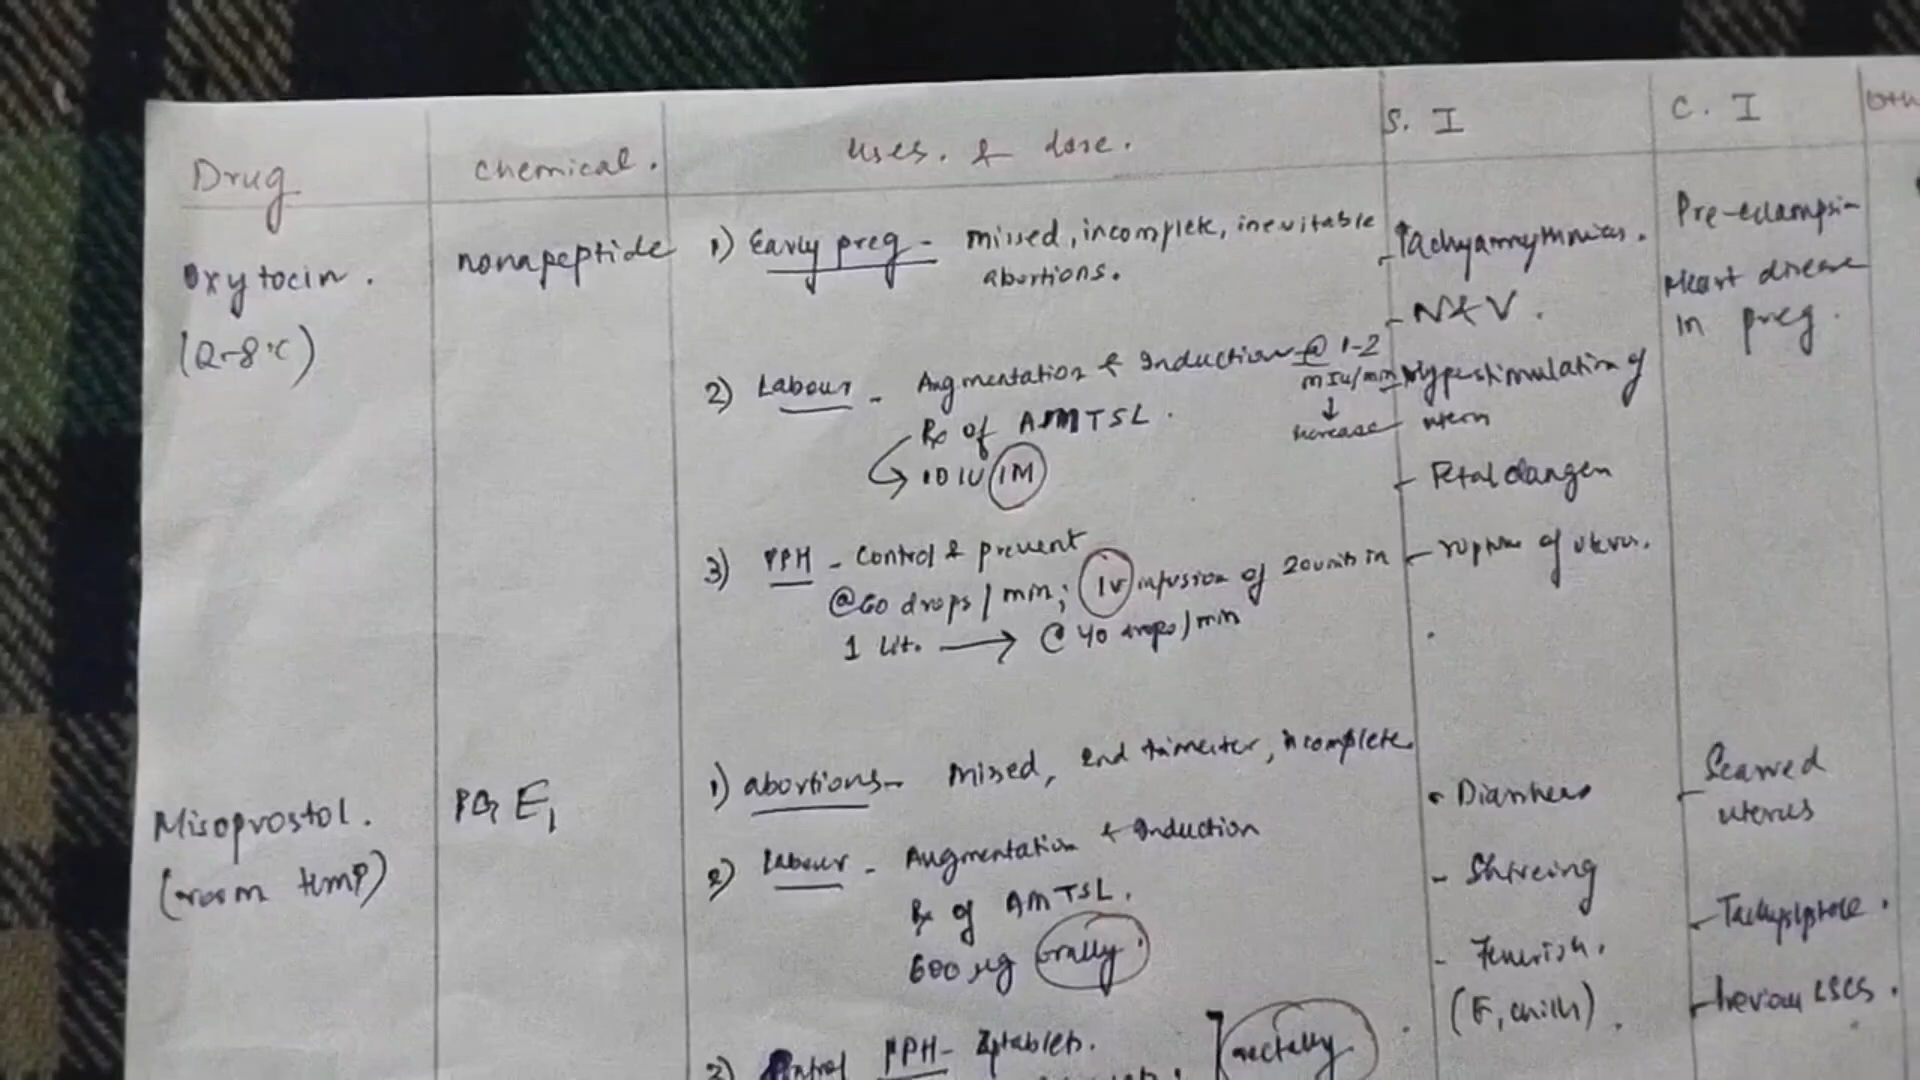 Drug
chemical.
uses. & dose.
S. I
C. I
Oxytocin.
(2-8°C)
nonapeptide
1) Early preg - missed, incomplete, inevitable
abortions.
2) Labour - Augmentation & Induction @ 1-2
mIU/min
↓
increase
Rx of AMTSL.
10 IU IM
3) PPH - Control & prevent
@60 drops / min; IV infusion of 20units in
1 Lit. → @ 40 drops/min
Tachyarrythmias.
- N & V.
- Hyperstimulation of
uterus
- Fetal danger
- rupture of uterus.
Pre-eclampsia
Heart disease
in preg.
Misoprostol.
(room temp)
PG E1
1) abortions - Missed, 2nd trimester, incomplete.
2) Labour - Augmentation & Induction
Rx of AMTSL.
600 µg orally.
3) PPH - tablets.
rectally
• Diarrhea
- Shivering
- Feverish.
(F, chills).
- Scarred
uterus
- Tachysystole.
- Previous LSCS.